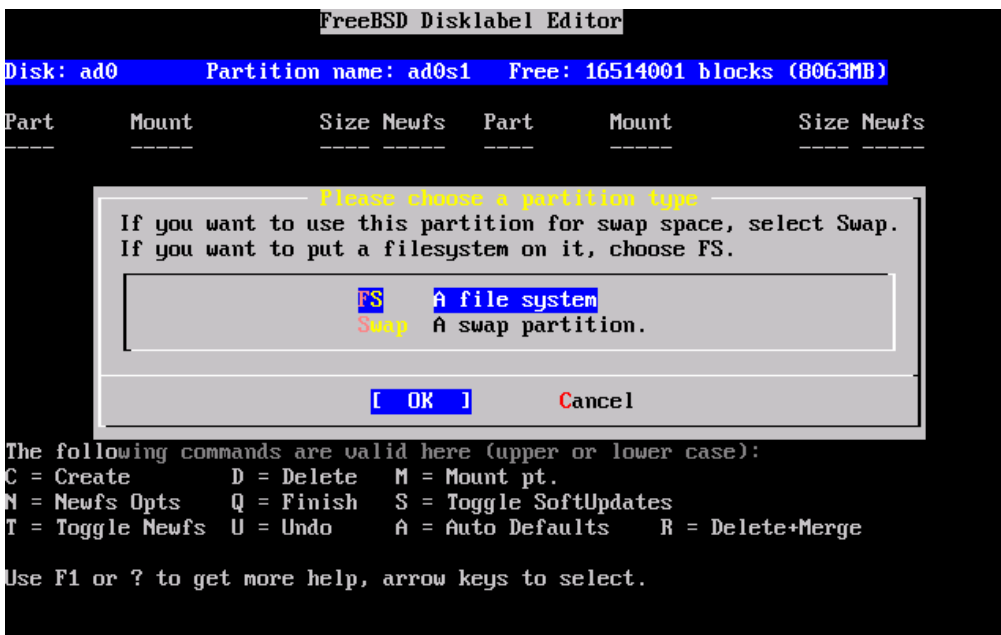 FreeBSD Disklabel Editor
Disk: ad0 Partition name: ad0s1 Free: 16514001 blocks (8063MB)
Part Mount Size Newfs Part Mount Size Newfs
---- ----- ---- ----- ---- ----- ---- -----
Please choose a partition type
If you want to use this partition for swap space, select Swap.
If you want to put a filesystem on it, choose FS.
FS A file system
Swap A swap partition.
[ OK ] Cancel
The following commands are valid here (upper or lower case):
C = Create D = Delete M = Mount pt.
N = Newfs Opts Q = Finish S = Toggle SoftUpdates
T = Toggle Newfs U = Undo A = Auto Defaults R = Delete+Merge
Use F1 or ? to get more help, arrow keys to select.